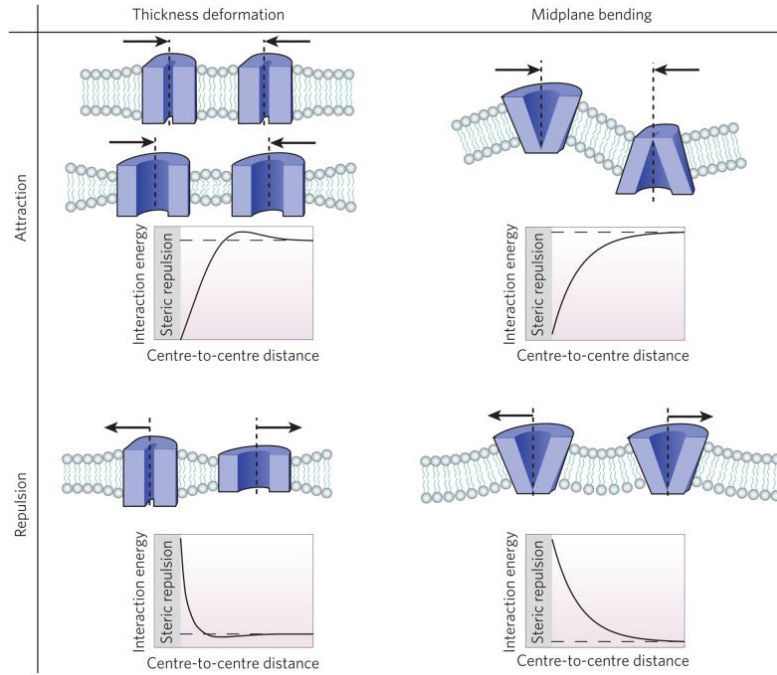 Thickness deformation
Midplane bending
Attraction
Interaction energy
Steric repulsion
Centre-to-centre distance
Interaction energy
Steric repulsion
Centre-to-centre distance
Repulsion
Interaction energy
Steric repulsion
Centre-to-centre distance
Interaction energy
Steric repulsion
Centre-to-centre distance